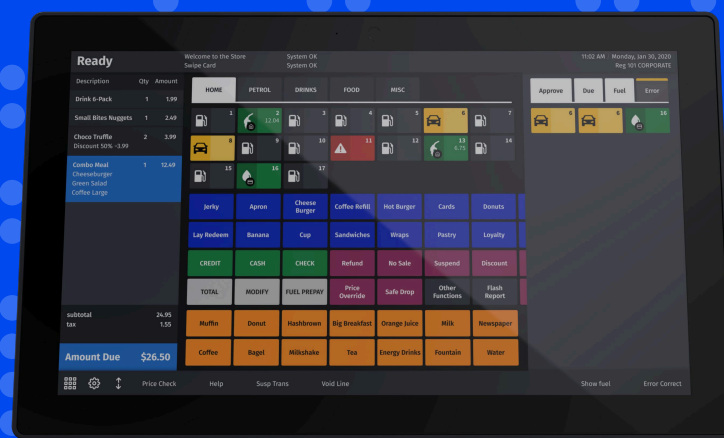 Ready
Welcome to the Store
System OK
11:02 AM Monday, Jan 30, 2020
Swipe Card
System OK
Reg 101 CORPORATE
Description Qty Amount
Drink 6-Pack 1 1.99
Small Bites Nuggets 1 2.49
Choco Truffle 2 3.99
Discount 50% -3.99
Combo Meal 1 12.49
Cheeseburger
Green Salad
Coffee Large
subtotal 24.95
tax 1.55
Amount Due $26.50
HOME PETROL DRINKS FOOD MISC
1 2 3 4 5 6 7
12.04
8 9 10 11 12 13 14
6.75
15 16 17
Jerky Apron Cheese Burger Coffee Refill Hot Burger Cards Donuts
Lay Redeem Banana Cup Sandwiches Wraps Pastry Loyalty
CREDIT CASH CHECK Refund No Sale Suspend Discount
TOTAL MODIFY FUEL PREPAY Price Override Safe Drop Other Functions Flash Report
Muffin Donut Hashbrown Big Breakfast Orange Juice Milk Newspaper
Coffee Bagel Milkshake Tea Energy Drinks Fountain Water
Approve Due Fuel Error
6 6 16
Price Check Help Susp Trans Void Line Show fuel Error Correct